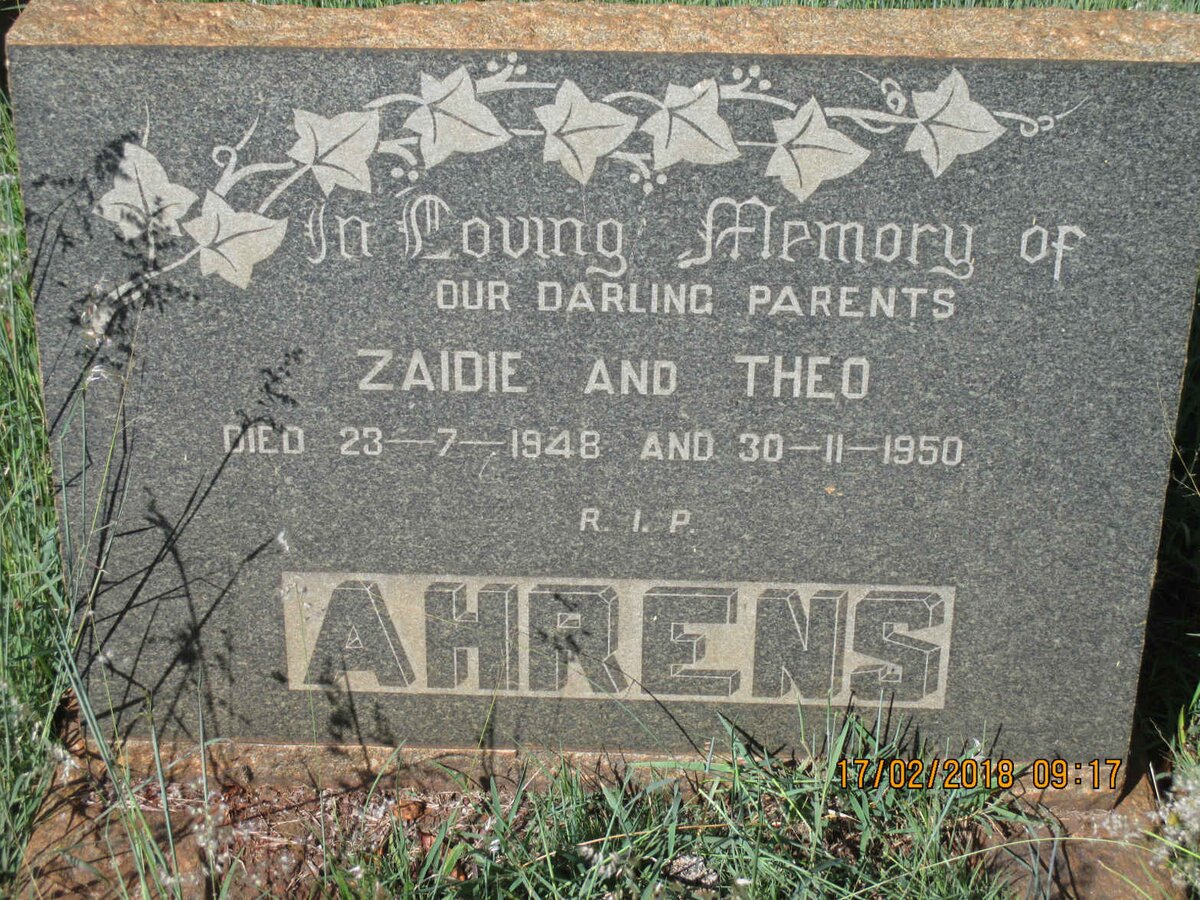 In Loving Memory of
OUR DARLING PARENTS
ZAIDIE AND THEO
DIED 23—7—1948 AND 30—11—1950
R. I. P.
AHRENS
17/02/2018 09:17